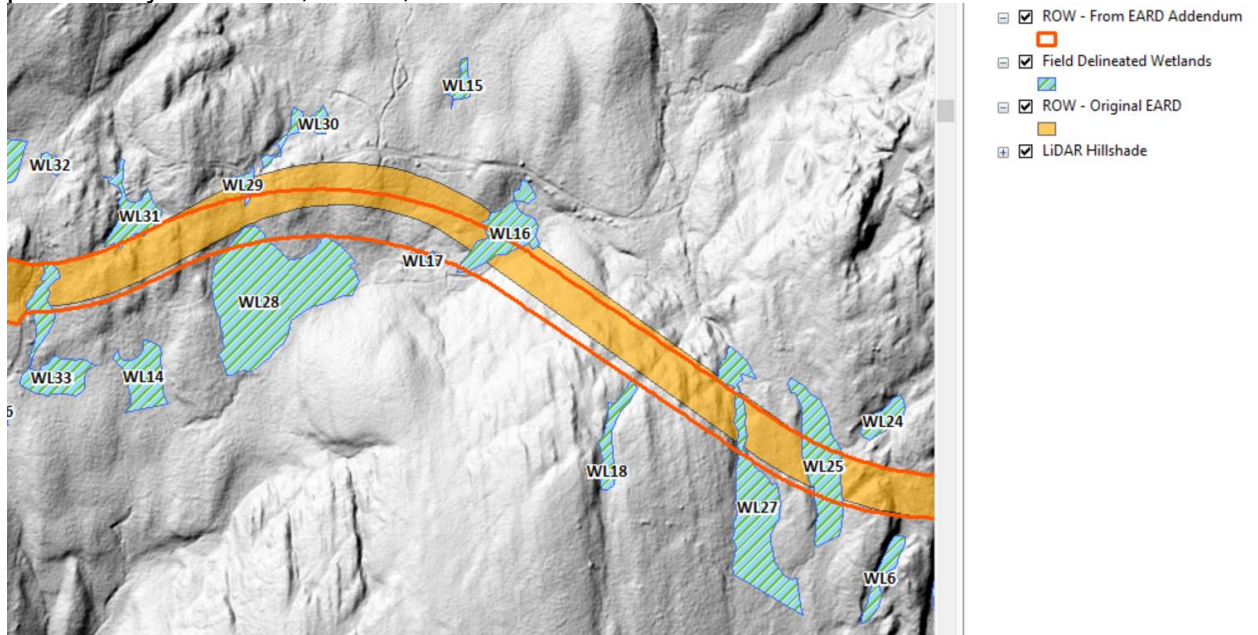 ROW - From EARD Addendum
Field Delineated Wetlands
ROW - Original EARD
LiDAR Hillshade
WL15
WL30
WL32
WL29
WL31
WL16
WL17
WL28
WL33
WL14
6
WL24
WL18
WL25
WL27
WL6